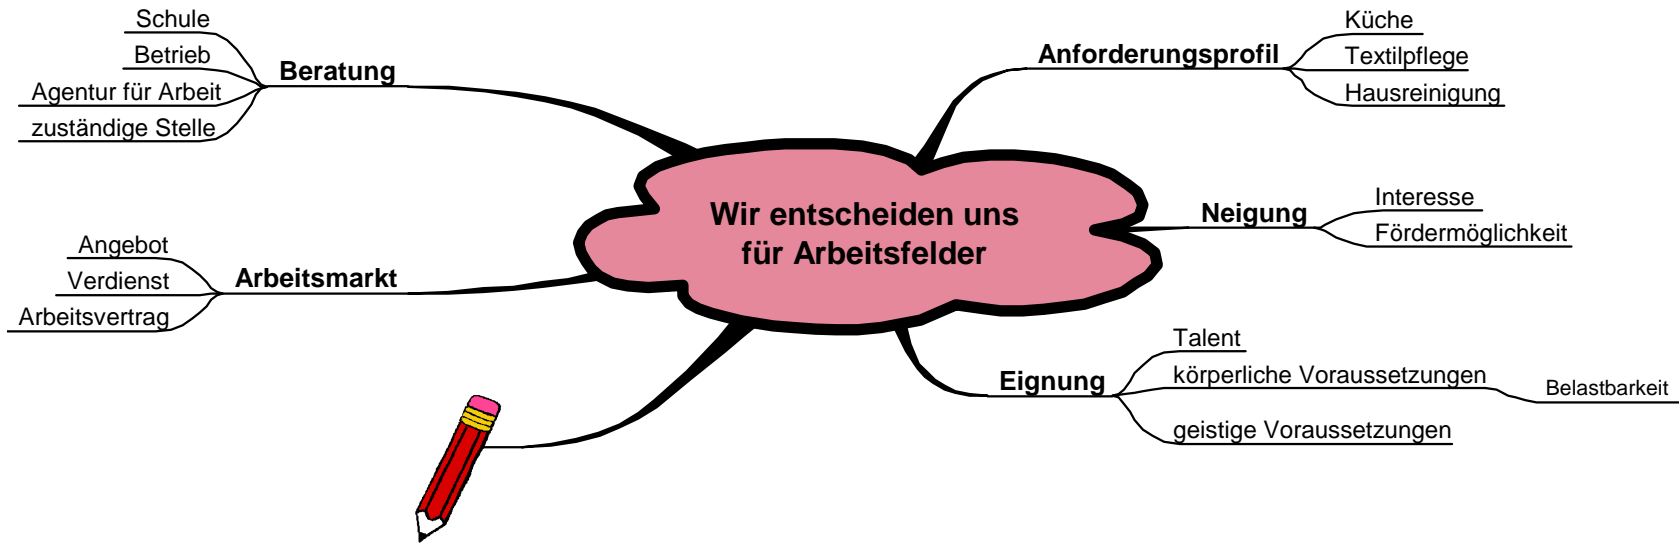 Wir entscheiden uns
für Arbeitsfelder
Beratung
Schule
Betrieb
Agentur für Arbeit
zuständige Stelle
Arbeitsmarkt
Angebot
Verdienst
Arbeitsvertrag
Anforderungsprofil
Küche
Textilpflege
Hausreinigung
Neigung
Interesse
Fördermöglichkeit
Eignung
Talent
körperliche Voraussetzungen
Belastbarkeit
geistige Voraussetzungen